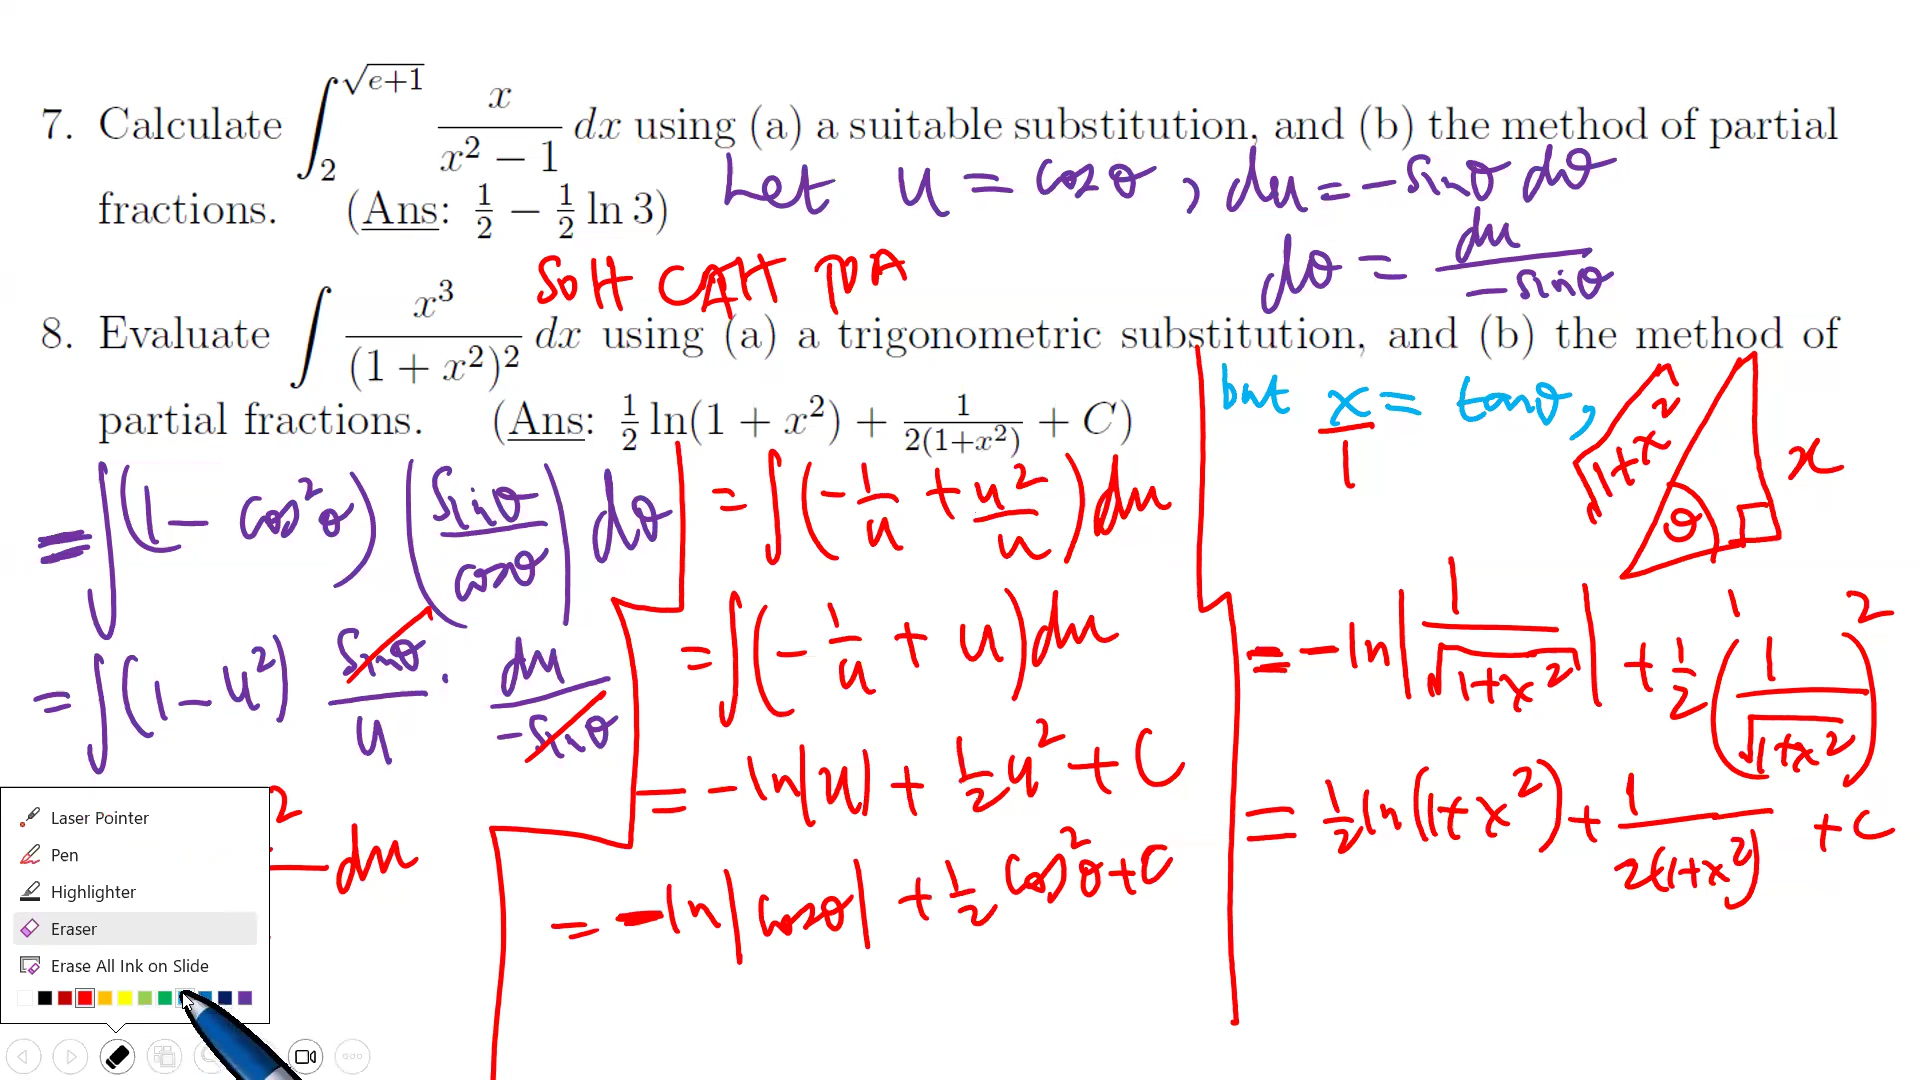 7. Calculate ∫₂^√(e+1) x/(x² − 1) dx using (a) a suitable substitution, and (b) the method of partial
fractions. (Ans: 1/2 − 1/2 ln 3)
Let u = cosθ, du = −sinθ dθ
dθ = du/(−sinθ)
SOH CAH TOA
8. Evaluate ∫ x³/(1 + x²)² dx using (a) a trigonometric substitution, and (b) the method of
partial fractions. (Ans: 1/2 ln(1 + x²) + 1/(2(1+x²)) + C)
= ∫(1 − cos²θ)(sinθ/cosθ) dθ
= ∫(1 − u²) sinθ/u · du/(−sinθ)
2
du
= ∫(−1/u + u²/u) du
= ∫(−1/u + u) du
= −ln|u| + 1/2 u² + C
= −ln|cosθ| + 1/2 cos²θ + C
but x/1 = tanθ,
√1+x²
x
θ
= −ln|1/√(1+x²)| + 1/2 (1/√(1+x²))²
1
= 1/2 ln(1+x²) + 1/(2(1+x²)) + C
Laser Pointer
Pen
Highlighter
Eraser
Erase All Ink on Slide